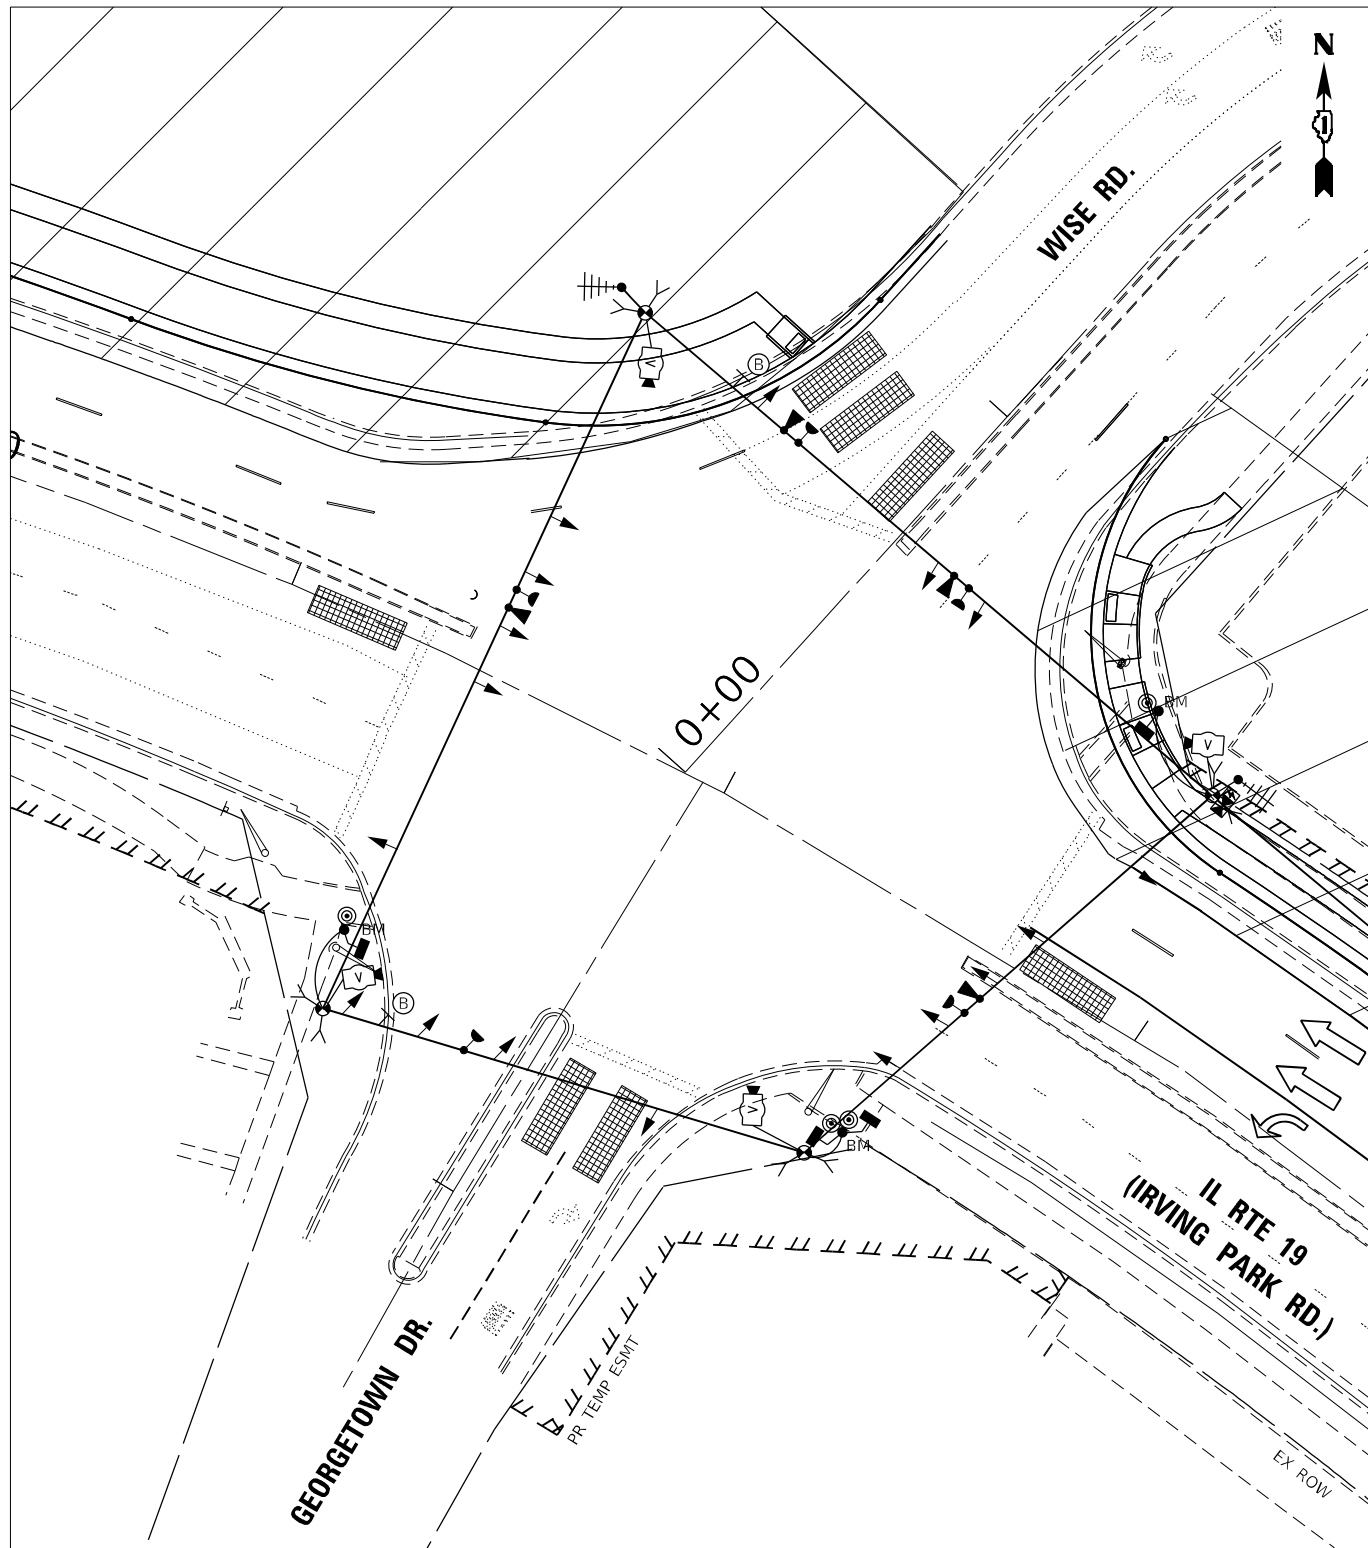 N
WISE RD.
V
B
0+00
BM
V
BM
V
B
V
BM
IL RTE 19
(IRVING PARK RD.)
GEORGETOWN DR.
PR TEMP ESMT
EX ROW